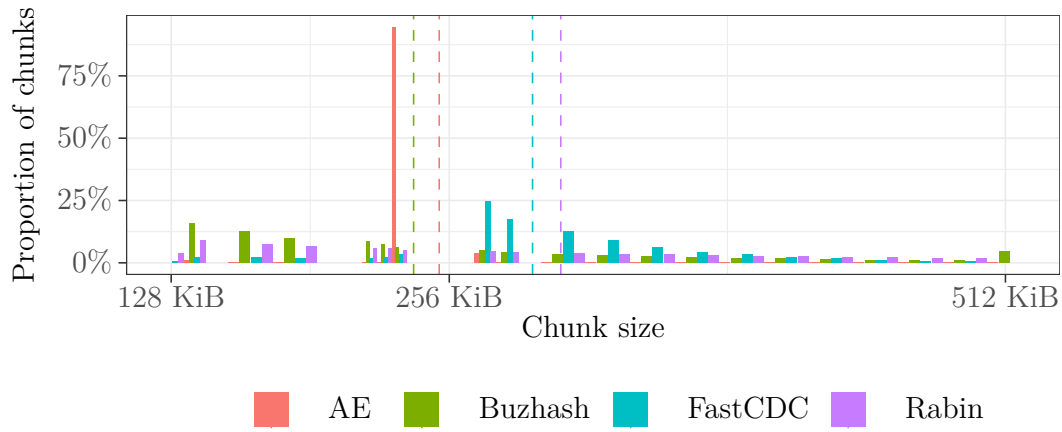 Proportion of chunks
75%
50%
25%
0%
128 KiB 256 KiB 512 KiB
Chunk size
AE Buzhash FastCDC Rabin